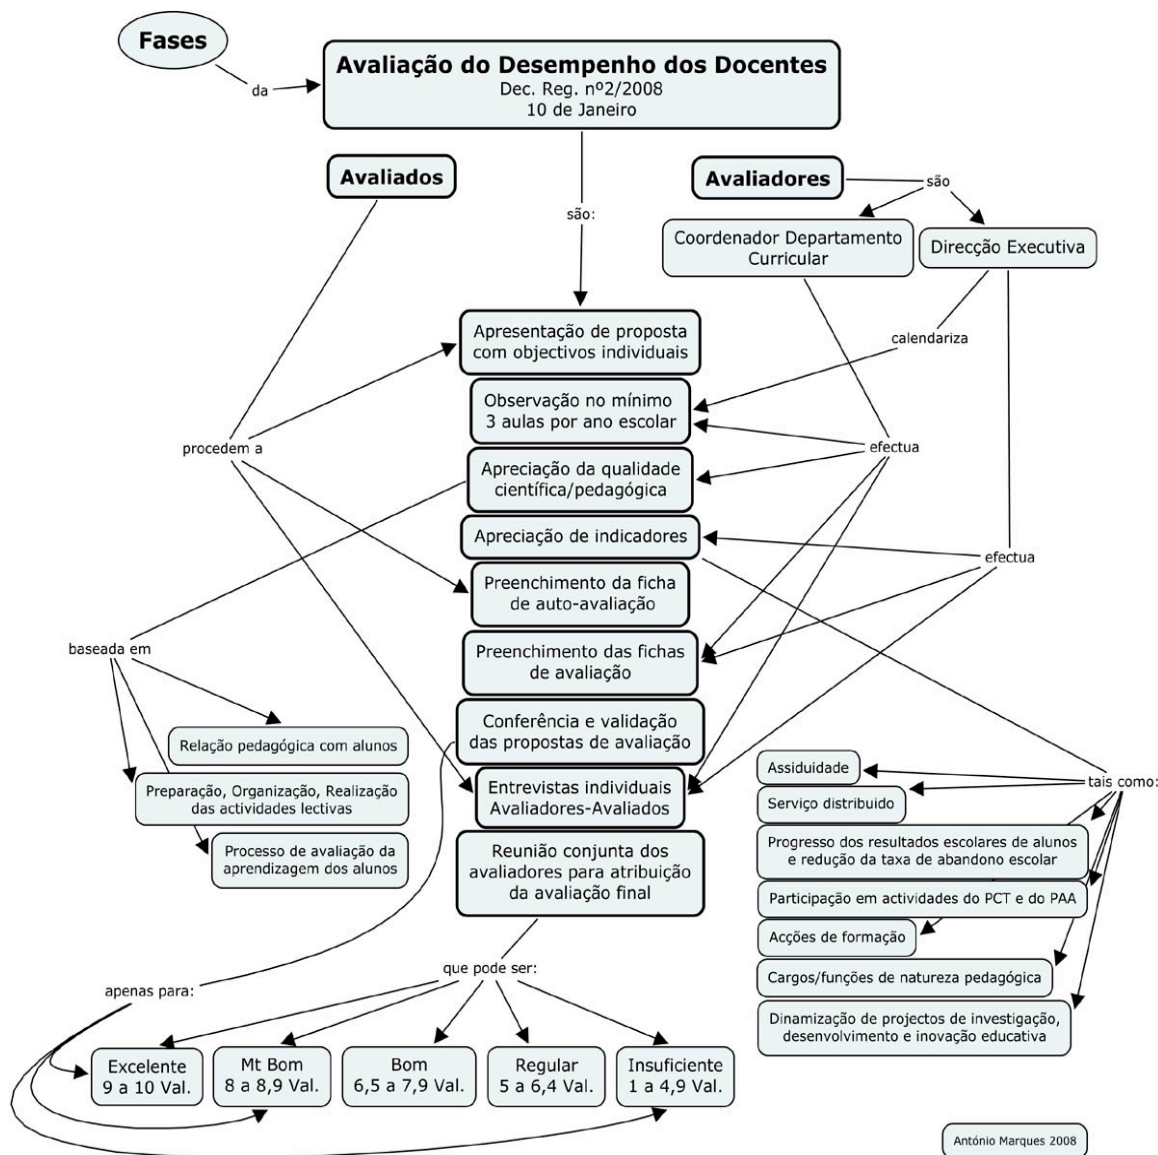 Fases
da
Avaliação do Desempenho dos Docentes
Dec. Reg. nº2/2008
10 de Janeiro
Avaliados
Avaliadores
são
são:
Coordenador Departamento
Curricular
Direcção Executiva
calendariza
Apresentação de proposta
com objectivos individuais
Observação no mínimo
3 aulas por ano escolar
procedem a
efectua
Apreciação da qualidade
científica/pedagógica
Apreciação de indicadores
efectua
Preenchimento da ficha
de auto-avaliação
baseada em
Preenchimento das fichas
de avaliação
Conferência e validação
das propostas de avaliação
Entrevistas individuais
Avaliadores-Avaliados
Reunião conjunta dos
avaliadores para atribuição
da avaliação final
Relação pedagógica com alunos
Preparação, Organização, Realização
das actividades lectivas
Processo de avaliação da
aprendizagem dos alunos
tais como:
Assiduidade
Serviço distribuido
Progresso dos resultados escolares de alunos
e redução da taxa de abandono escolar
Participação em actividades do PCT e do PAA
Acções de formação
Cargos/funções de natureza pedagógica
Dinamização de projectos de investigação,
desenvolvimento e inovação educativa
apenas para:
que pode ser:
Excelente
9 a 10 Val.
Mt Bom
8 a 8,9 Val.
Bom
6,5 a 7,9 Val.
Regular
5 a 6,4 Val.
Insuficiente
1 a 4,9 Val.
António Marques 2008